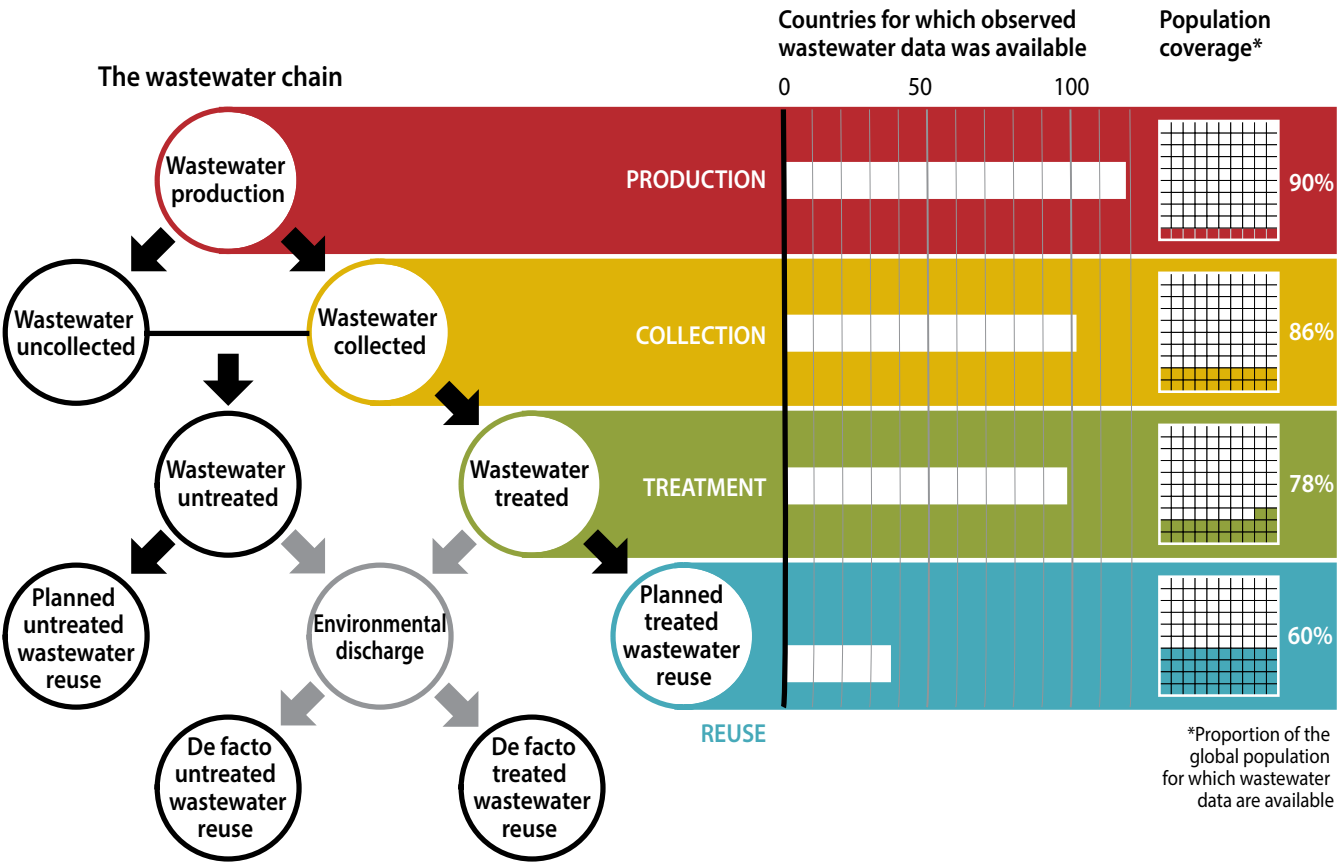 Countries for which observed
wastewater data was available
Population
coverage*
The wastewater chain
0 50 100
Wastewater
production
PRODUCTION
90%
Wastewater
uncollected
Wastewater
collected
COLLECTION
86%
Wastewater
untreated
Wastewater
treated
TREATMENT
78%
Planned
untreated
wastewater
reuse
Environmental
discharge
Planned
treated
wastewater
reuse
60%
REUSE
De facto
untreated
wastewater
reuse
De facto
treated
wastewater
reuse
*Proportion of the
global population
for which wastewater
data are available